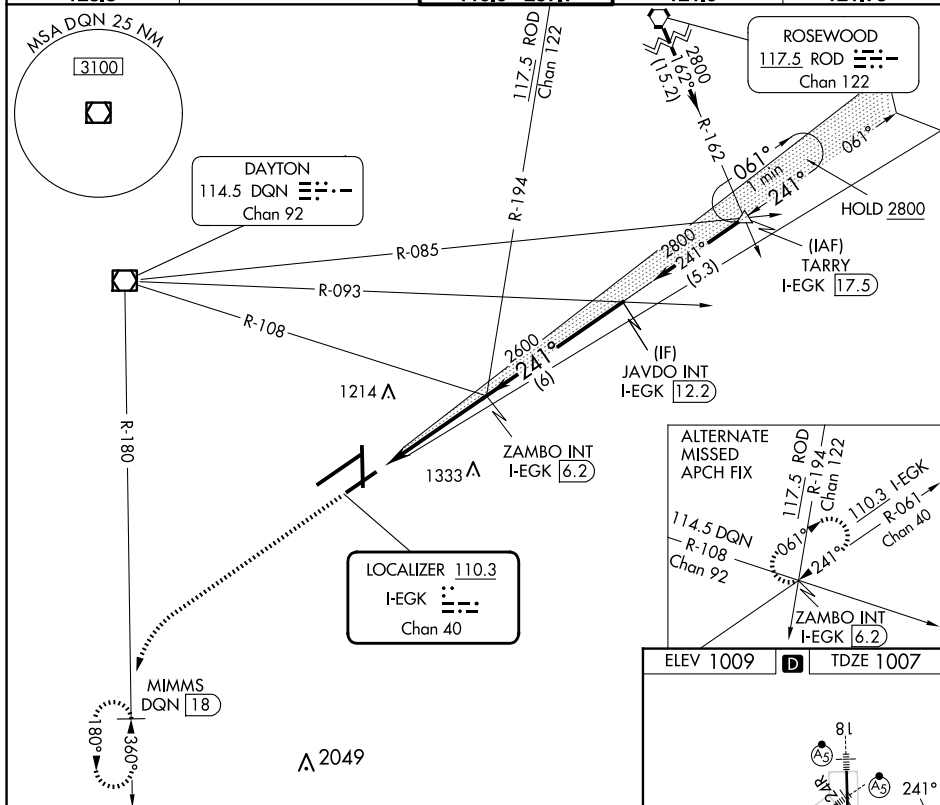 MSA DQN 25 NM
3100
117.5 ROD
Chan 122
R-194
2800
162°
(15.2)
R-162
ROSEWOOD
117.5 ROD
Chan 122
DAYTON
114.5 DQN
Chan 92
061°
1 min
241°
061°
HOLD 2800
R-085
R-093
R-108
R-180
2800
241°
(5.3)
(IAF)
TARRY
I-EGK 17.5
2600
241°
(6)
(IF)
JAVDO INT
I-EGK 12.2
1214
1333
ZAMBO INT
I-EGK 6.2
LOCALIZER 110.3
I-EGK
Chan 40
ALTERNATE
MISSED
APCH FIX
117.5 ROD
R-194
Chan 122
110.3 I-EGK
R-061
Chan 40
114.5 DQN
R-108
Chan 92
061°
241°
ZAMBO INT
I-EGK 6.2
MIMMS
DQN 18
180°
360°
2049
ELEV 1009
D
TDZE 1007
18
A5
24R
A5
241°